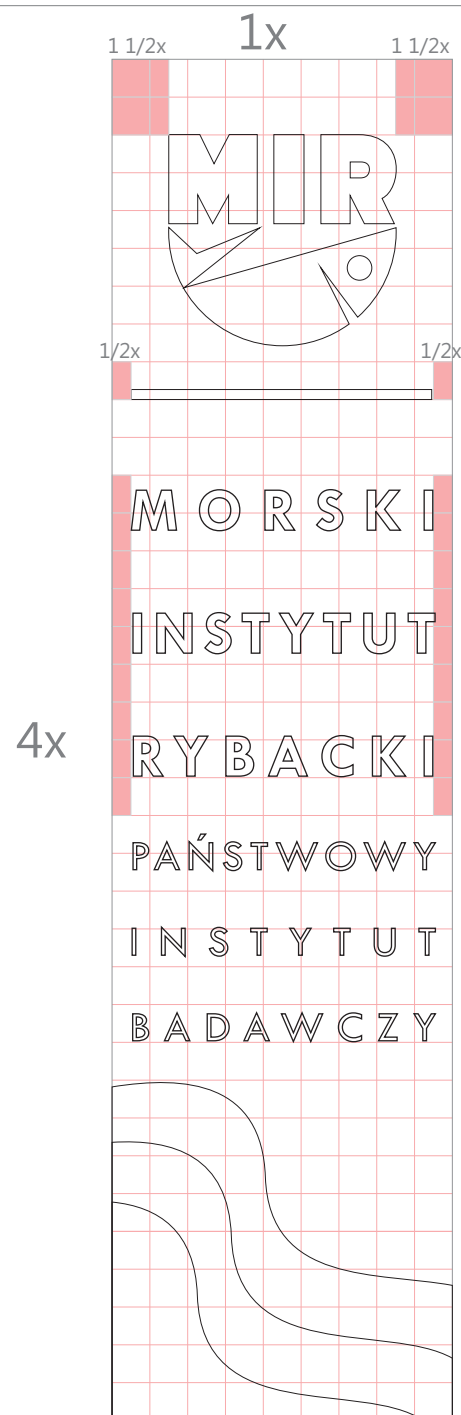 1 1/2x 1x 1 1/2x
MIR
1/2x 1/2x
MORSKI
INSTYTUT
RYBACKI
4x
PAŃSTWOWY
INSTYTUT
BADAWCZY